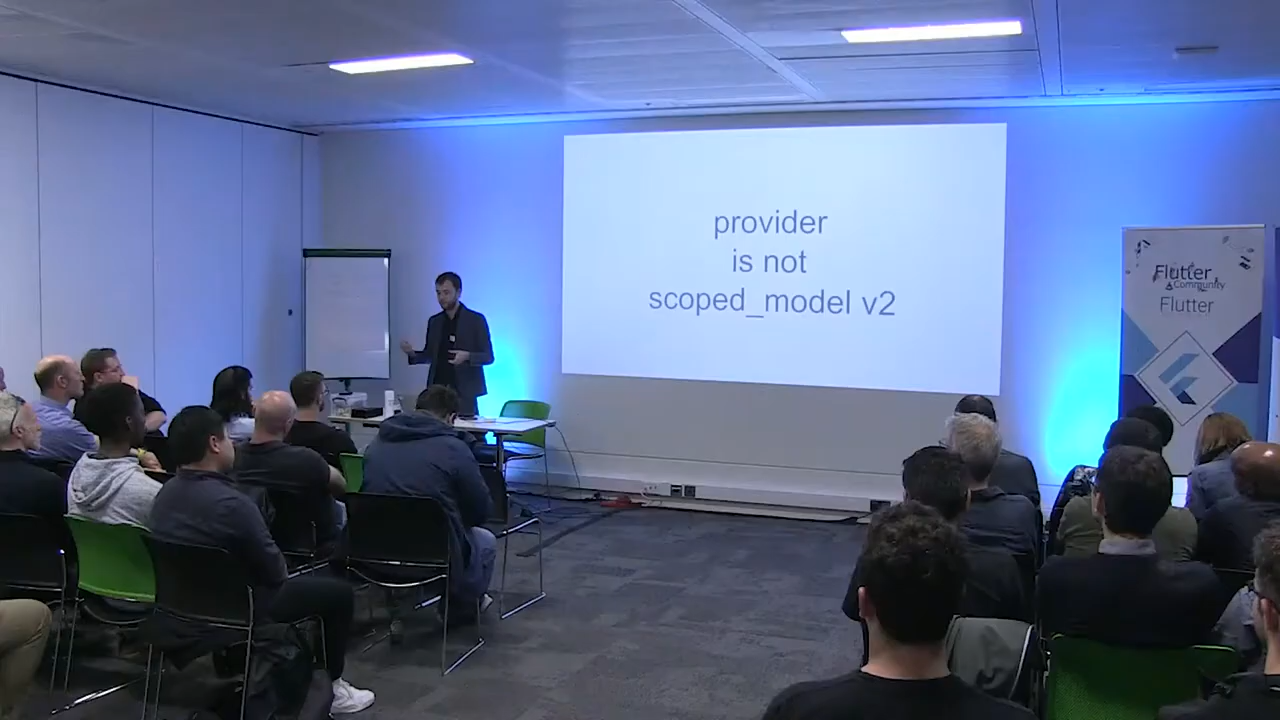 provider
is not
scoped_model v2
Flutter
Community
Flutter